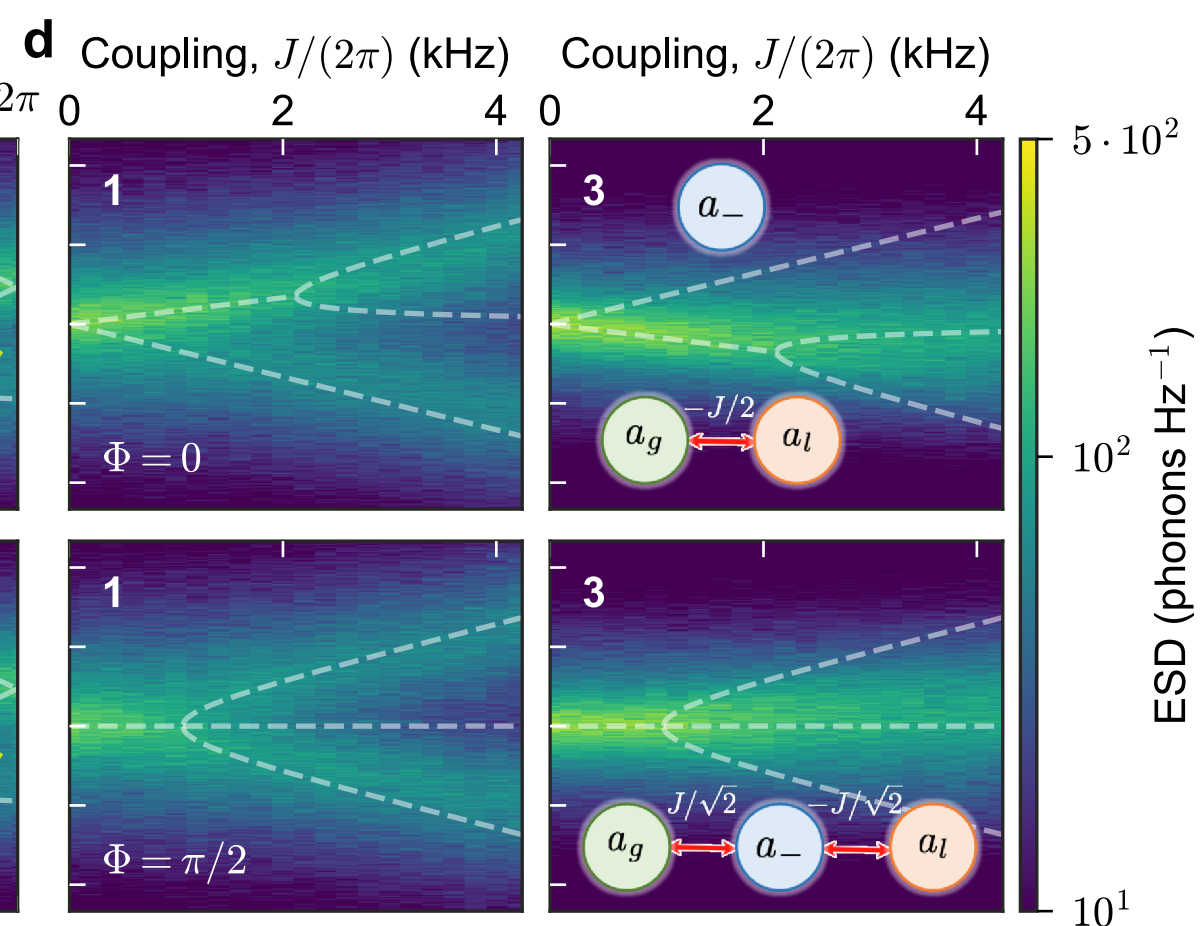 d
Coupling, J/(2π) (kHz)
Coupling, J/(2π) (kHz)
2π
0 2 4
0 2 4
1
Φ = 0
3
a₋
−J/2
a_g
a_l
1
Φ = π/2
3
J/√2
−J/√2
a_g
a₋
a_l
5 · 10²
10²
10¹
ESD (phonons Hz⁻¹)